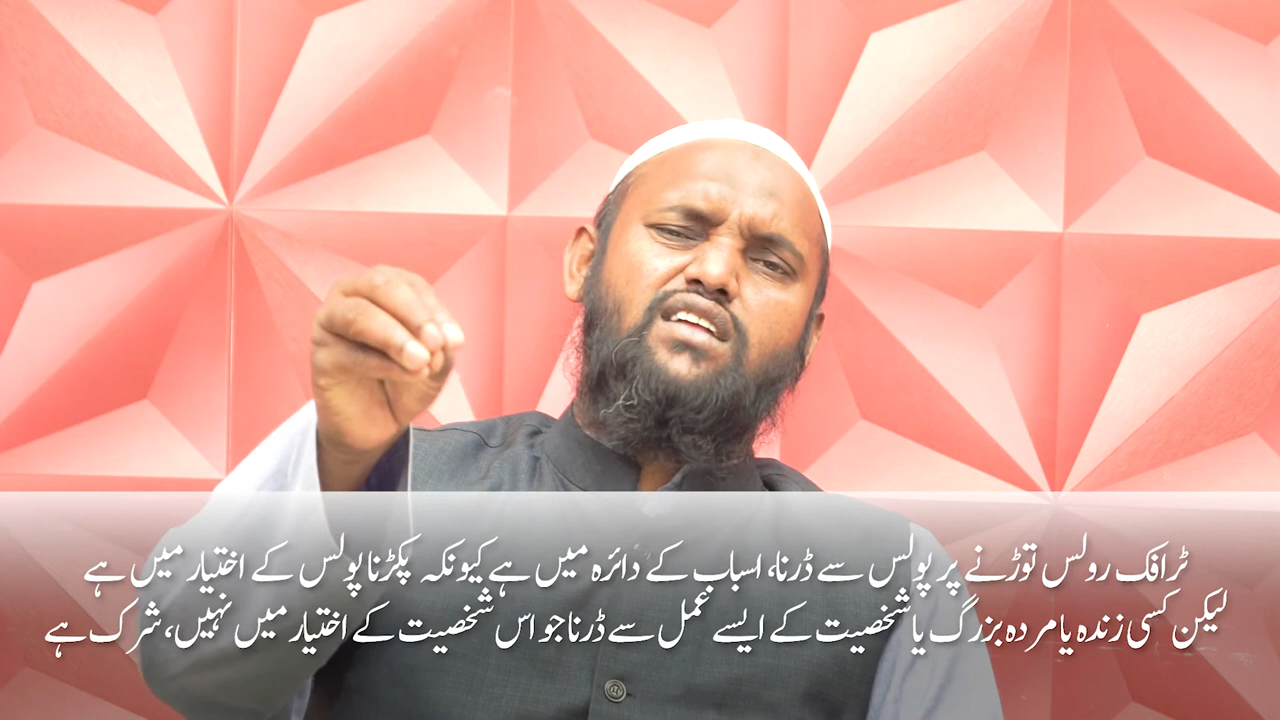 ٹرافک رولس توڑنے پر پولس سے ڈرنا، اسباب کے دائرہ میں ہے کیونکہ پکڑنا پولس کے اختیار میں ہے
لیکن کسی زندہ یا مردہ بزرگ یا شخصیت کے ایسے عمل سے ڈرنا جو اس شخصیت کے اختیار میں نہیں، شرک ہے